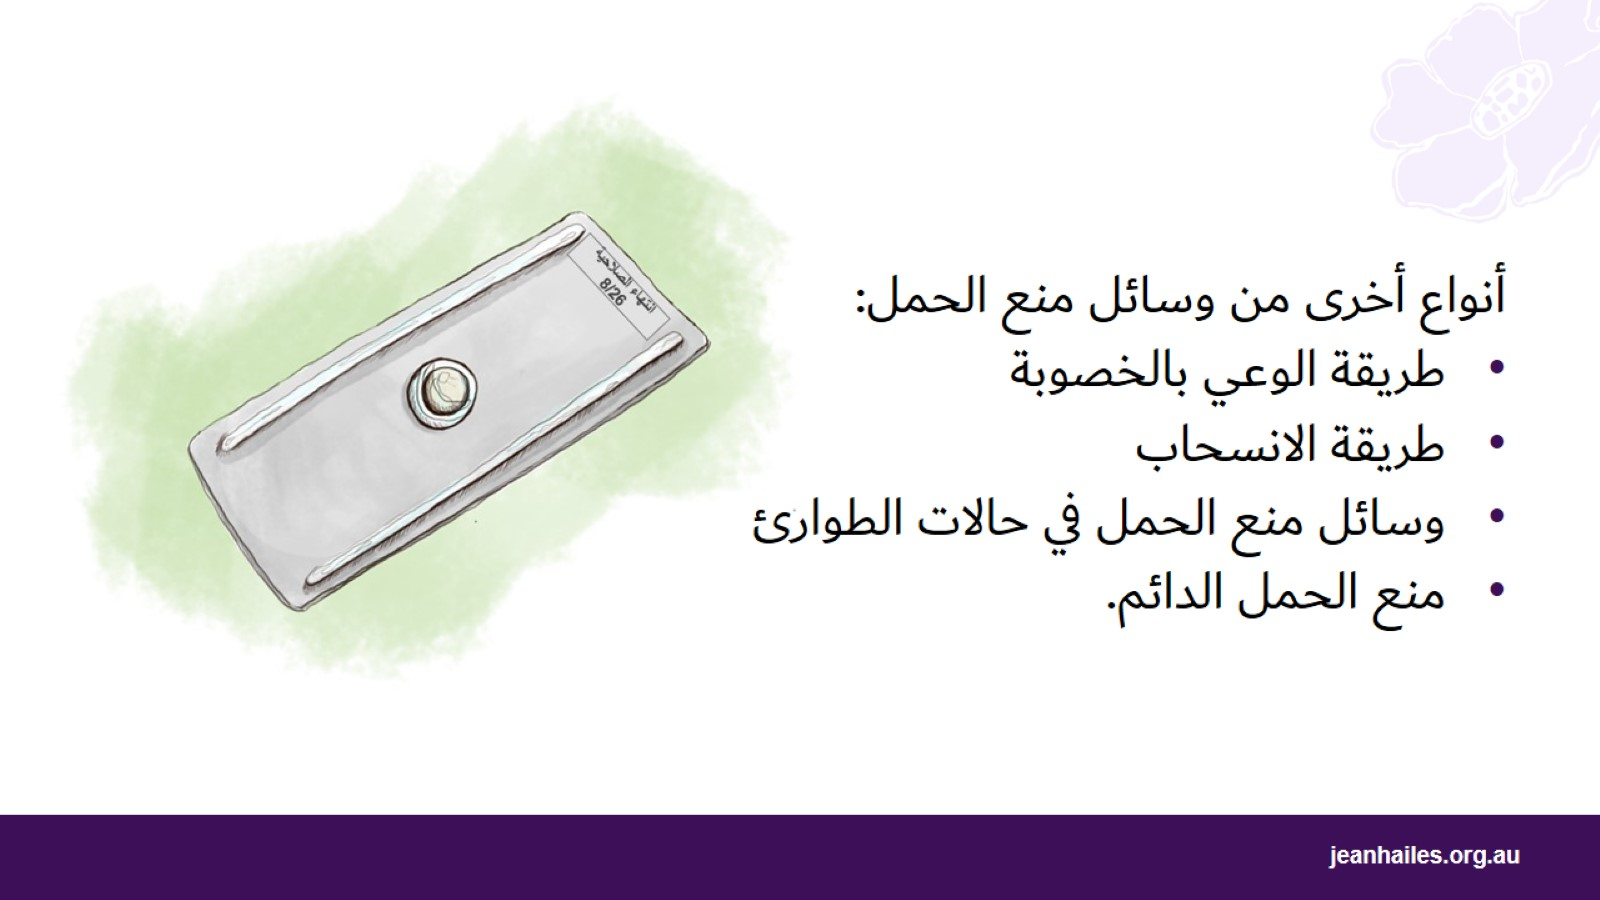 أنواع أخرى من وسائل منع الحمل:
• طريقة الوعي بالخصوبة
• طريقة الانسحاب
• وسائل منع الحمل في حالات الطوارئ
• منع الحمل الدائم.
انتهاء الصلاحية
8/26
jeanhailes.org.au